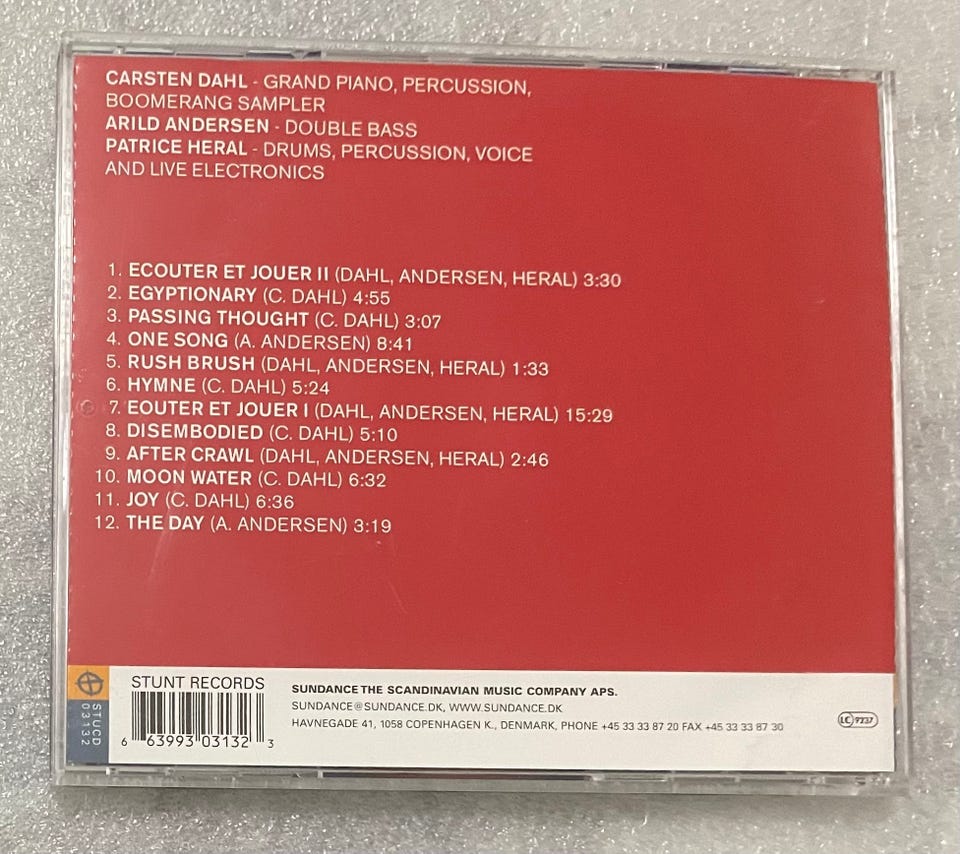 CARSTEN DAHL - GRAND PIANO, PERCUSSION,
BOOMERANG SAMPLER
ARILD ANDERSEN - DOUBLE BASS
PATRICE HERAL - DRUMS, PERCUSSION, VOICE
AND LIVE ELECTRONICS
1. ECOUTER ET JOUER II (DAHL, ANDERSEN, HERAL) 3:30
2. EGYPTIONARY (C. DAHL) 4:55
3. PASSING THOUGHT (C. DAHL) 3:07
4. ONE SONG (A. ANDERSEN) 8:41
5. RUSH BRUSH (DAHL, ANDERSEN, HERAL) 1:33
6. HYMNE (C. DAHL) 5:24
7. EOUTER ET JOUER I (DAHL, ANDERSEN, HERAL) 15:29
8. DISEMBODIED (C. DAHL) 5:10
9. AFTER CRAWL (DAHL, ANDERSEN, HERAL) 2:46
10. MOON WATER (C. DAHL) 6:32
11. JOY (C. DAHL) 6:36
12. THE DAY (A. ANDERSEN) 3:19
STUCD
03132
STUNT RECORDS
6 63993 03132 3
SUNDANCE THE SCANDINAVIAN MUSIC COMPANY APS.
SUNDANCE@SUNDANCE.DK, WWW.SUNDANCE.DK
HAVNEGADE 41, 1058 COPENHAGEN K., DENMARK, PHONE +45 33 33 87 20 FAX +45 33 33 87 30
LC 9237